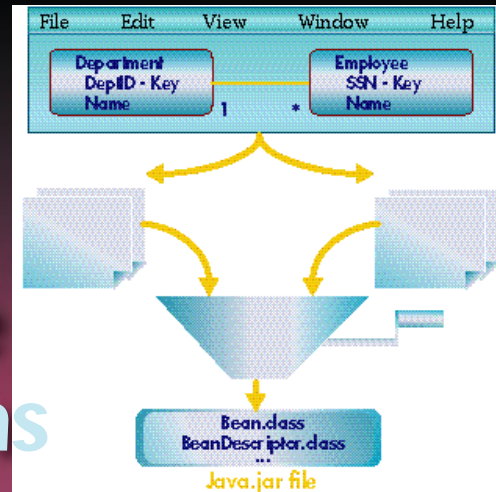 File Edit View Window Help
Department
DeptID - Key
Name
Employee
SSN - Key
Name
1 *
ns
Bean.class
BeanDescriptor.class
...
Java.jar file